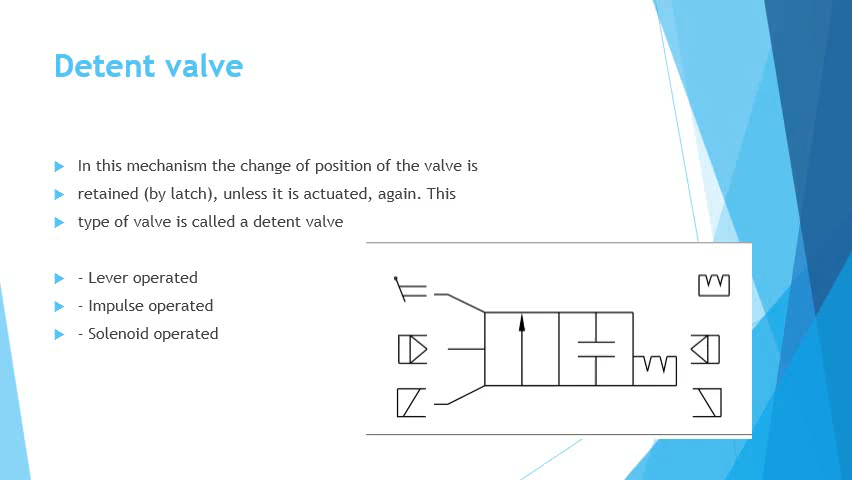 Detent valve
In this mechanism the change of position of the valve is
retained (by latch), unless it is actuated, again. This
type of valve is called a detent valve
- Lever operated
- Impulse operated
- Solenoid operated